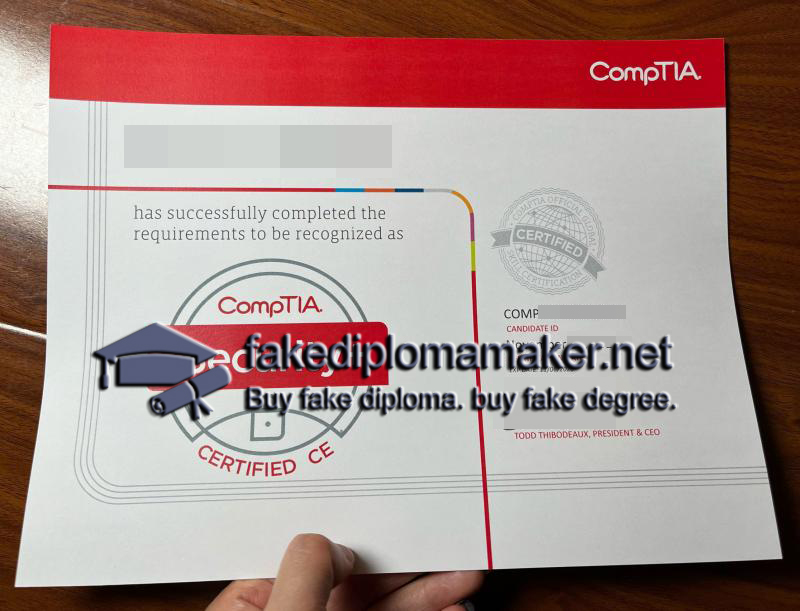 CompTIA.
has successfully completed the
requirements to be recognized as
COMPTIA OFFICIAL GLOBAL
CERTIFIED
SKILL CERTIFICATION
CompTIA.
COMP
CANDIDATE ID
fakediplomamaker.net
Buy fake diploma. buy fake degree.
TODD THIBODEAUX, PRESIDENT & CEO
CERTIFIED CE